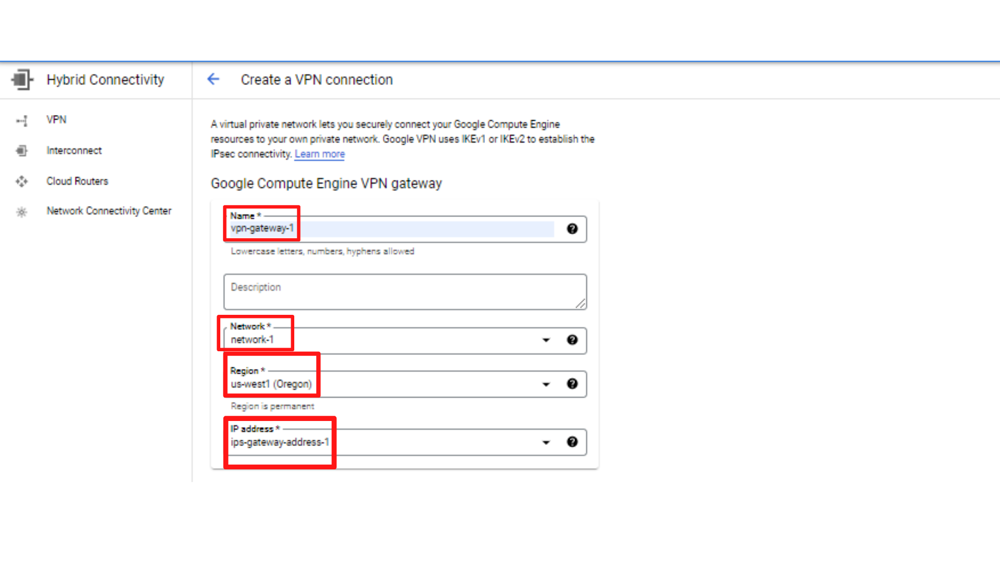 Hybrid Connectivity
Create a VPN connection
VPN
Interconnect
Cloud Routers
Network Connectivity Center
A virtual private network lets you securely connect your Google Compute Engine
resources to your own private network. Google VPN uses IKEv1 or IKEv2 to establish the
IPsec connectivity. Learn more
Google Compute Engine VPN gateway
Name *
vpn-gateway-1
Lowercase letters, numbers, hyphens allowed
Description
Network *
network-1
Region *
us-west1 (Oregon)
Region is permanent
IP address *
ips-gateway-address-1